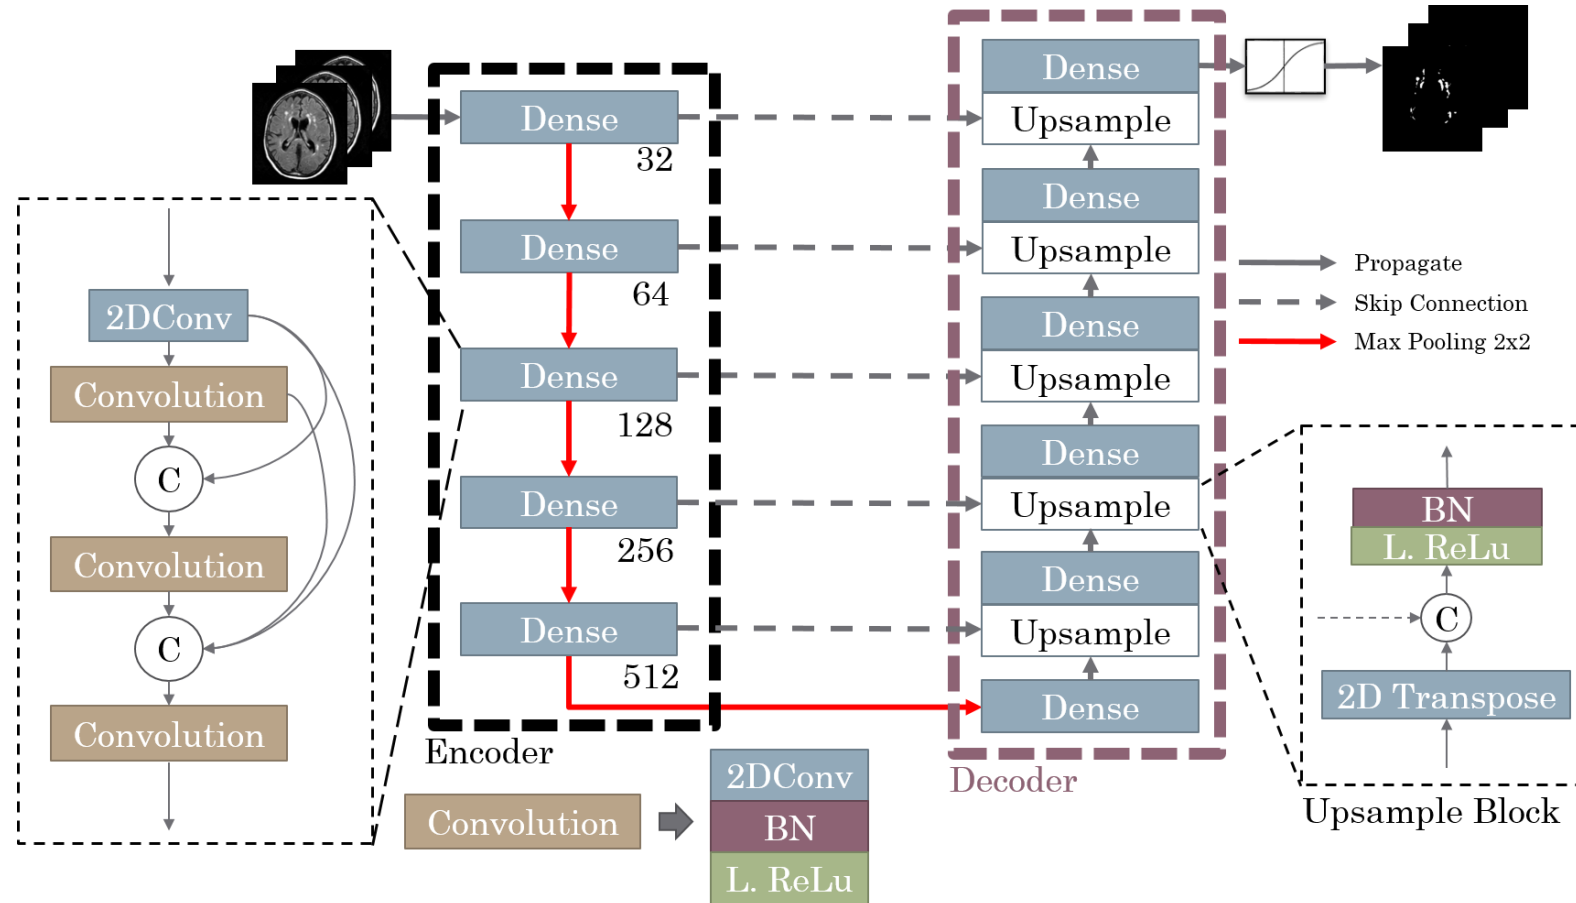 Dense
32
Dense
64
Dense
128
Dense
256
Dense
512
Encoder
2DConv
Convolution
C
Convolution
C
Convolution
Convolution
2DConv
BN
L. ReLu
Dense
Upsample
Dense
Upsample
Dense
Upsample
Dense
Upsample
Dense
Upsample
Dense
Decoder
Propagate
Skip Connection
Max Pooling 2x2
BN
L. ReLu
C
2D Transpose
Upsample Block